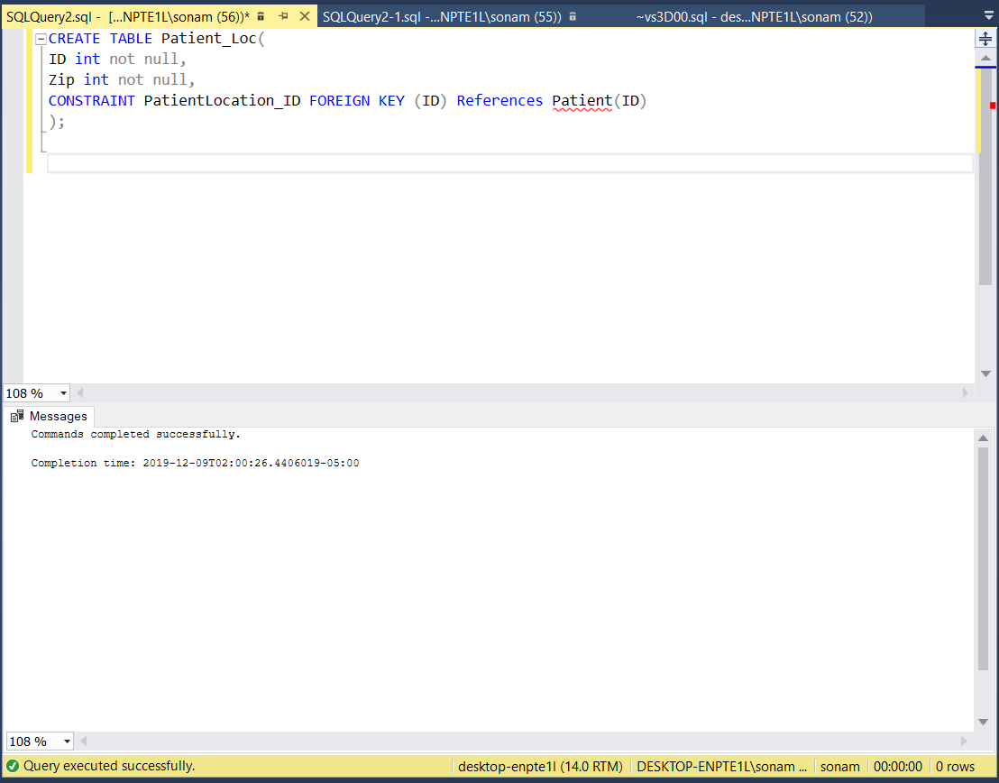 SQLQuery2.sql - [...NPTE1L\sonam (56))* SQLQuery2-1.sql -...NPTE1L\sonam (55)) ~vs3D00.sql - des...NPTE1L\sonam (52))
CREATE TABLE Patient_Loc(
ID int not null,
Zip int not null,
CONSTRAINT PatientLocation_ID FOREIGN KEY (ID) References Patient(ID)
);
108 %
Messages
Commands completed successfully.
Completion time: 2019-12-09T02:00:26.4406019-05:00
108 %
Query executed successfully. desktop-enpte1l (14.0 RTM) DESKTOP-ENPTE1L\sonam ... sonam 00:00:00 0 rows